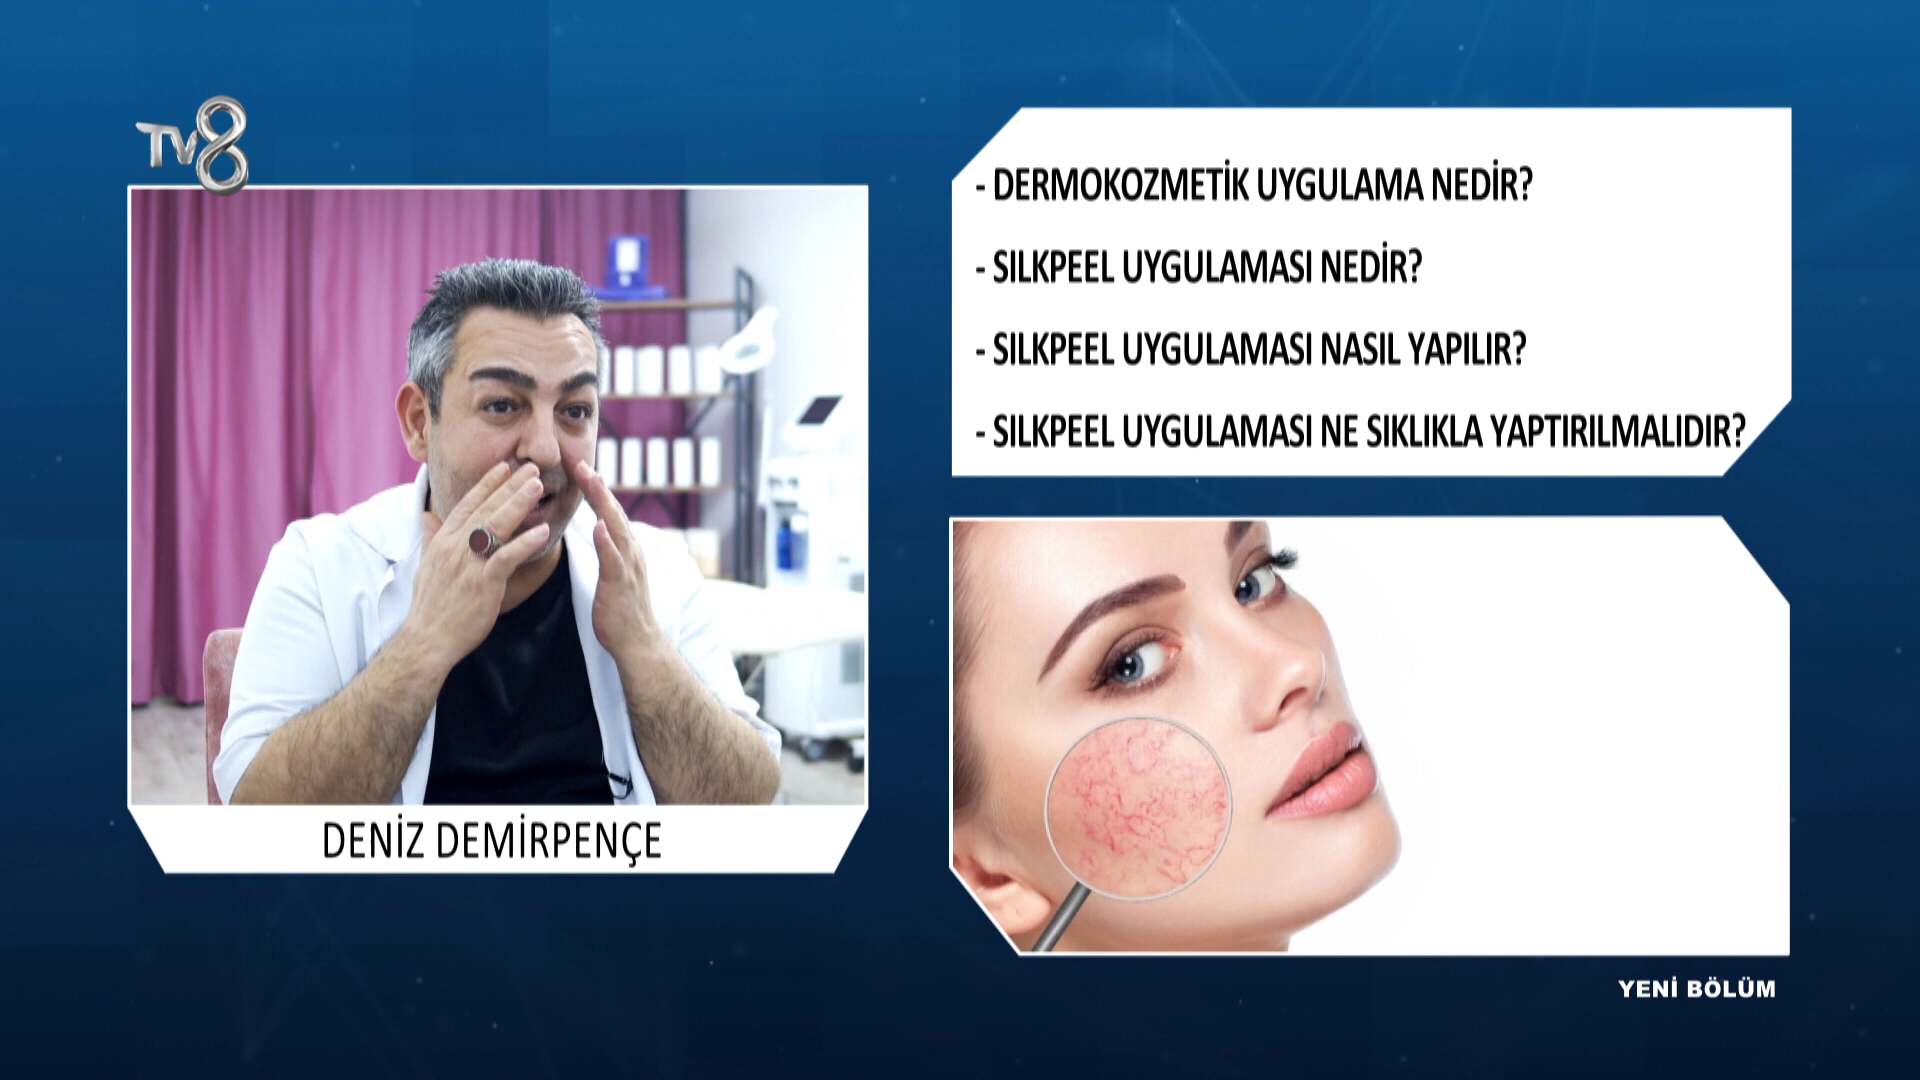 TV8
DENİZ DEMİRPENÇE
- DERMOKOZMETİK UYGULAMA NEDİR?
- SILKPEEL UYGULAMASI NEDİR?
- SILKPEEL UYGULAMASI NASIL YAPILIR?
- SILKPEEL UYGULAMASI NE SIKLIKLA YAPTIRILMALIDIR?
YENİ BÖLÜM